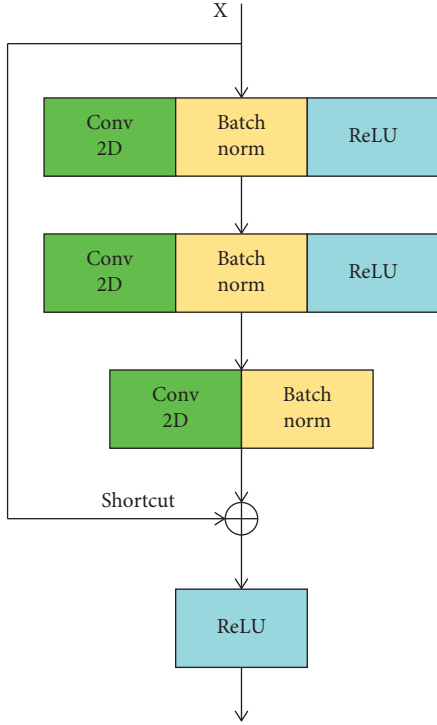 X
Conv
2D
Batch
norm
ReLU
Conv
2D
Batch
norm
ReLU
Conv
2D
Batch
norm
Shortcut
ReLU